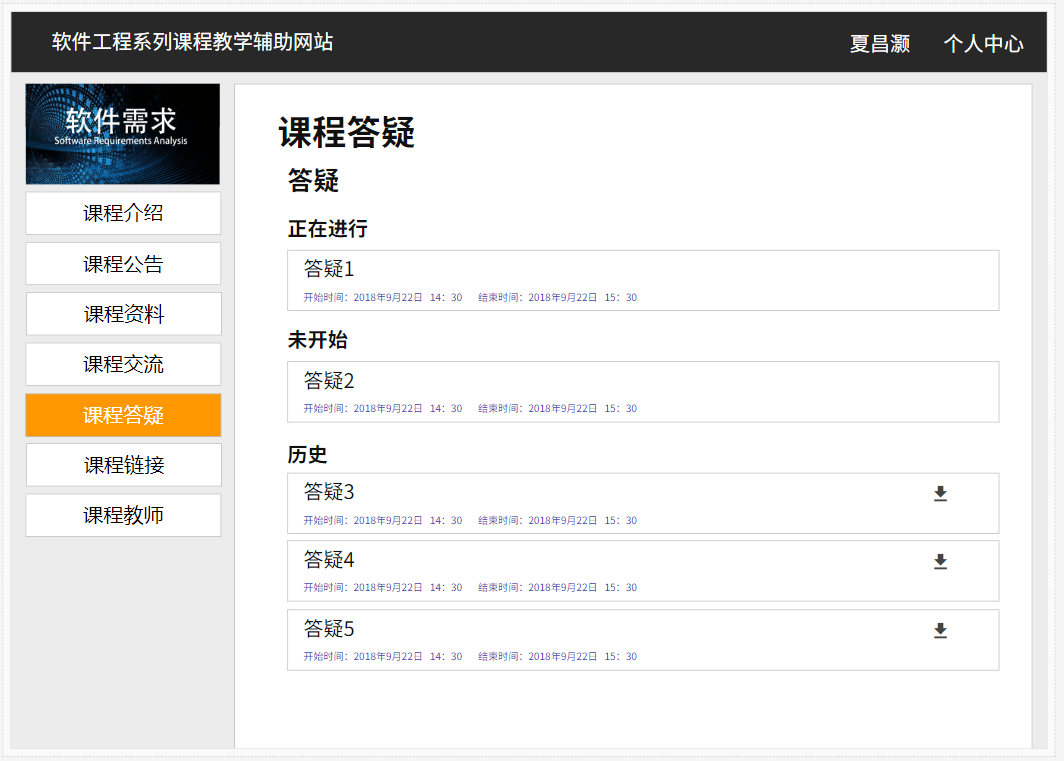 软件工程系列课程教学辅助网站
夏昌灏 个人中心
软件需求
Software Requirements Analysis
课程介绍
课程公告
课程资料
课程交流
课程答疑
课程链接
课程教师
课程答疑
答疑
正在进行
答疑1
开始时间：2018年9月22日 14：30 结束时间：2018年9月22日 15：30
未开始
答疑2
开始时间：2018年9月22日 14：30 结束时间：2018年9月22日 15：30
历史
答疑3
开始时间：2018年9月22日 14：30 结束时间：2018年9月22日 15：30
答疑4
开始时间：2018年9月22日 14：30 结束时间：2018年9月22日 15：30
答疑5
开始时间：2018年9月22日 14：30 结束时间：2018年9月22日 15：30